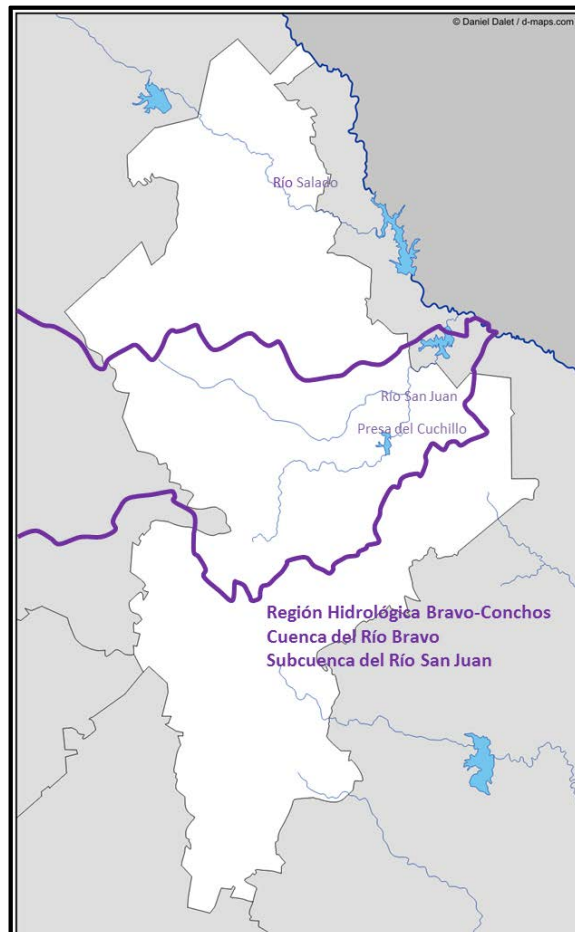 © Daniel Dalet / d-maps.com
Río Salado
Río San Juan
Presa del Cuchillo
Región Hidrológica Bravo-Conchos
Cuenca del Río Bravo
Subcuenca del Río San Juan